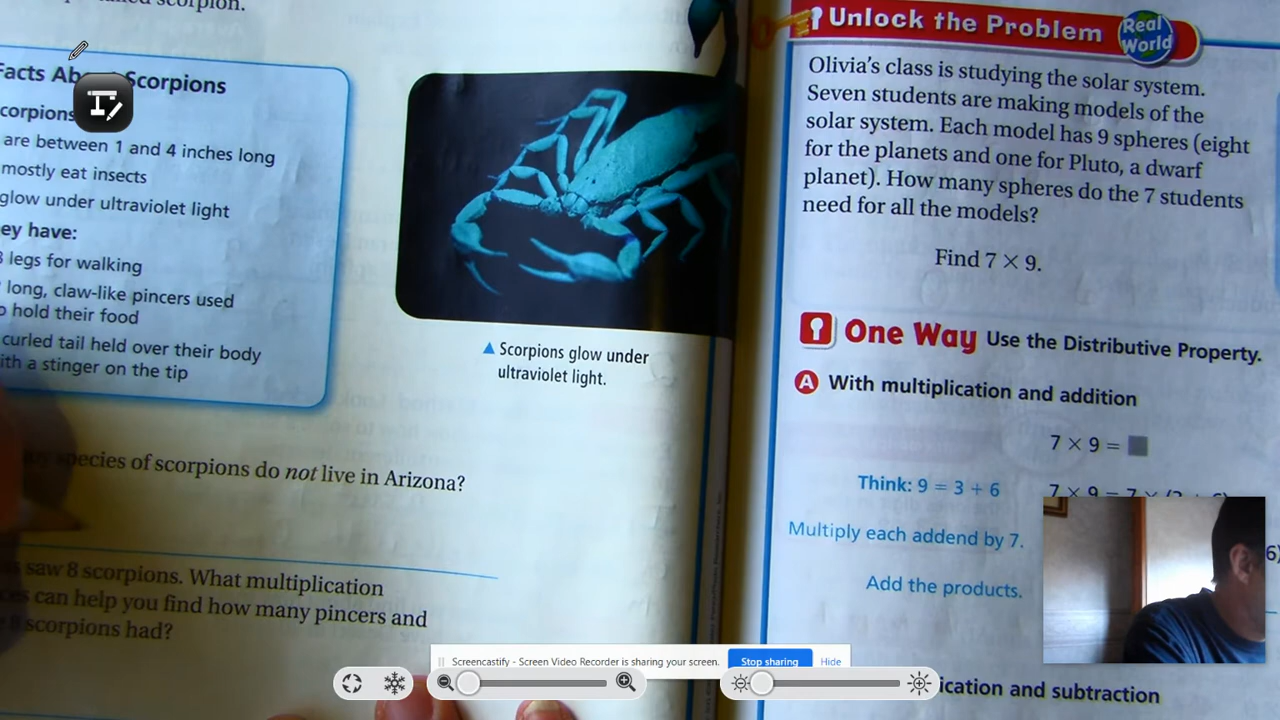 scorpion.
Facts Scorpions
are between 1 and 4 inches long
mostly eat insects
glow under ultraviolet light
have:
legs for walking
long, claw-like pincers used
hold their food
curled tail held over their body
a stinger on the tip
▲ Scorpions glow under
ultraviolet light.
species of scorpions do not live in Arizona?
saw 8 scorpions. What multiplication
can help you find how many pincers and
scorpions had?
Unlock the Problem Real
World
Olivia's class is studying the solar system.
Seven students are making models of the
solar system. Each model has 9 spheres (eight
for the planets and one for Pluto, a dwarf
planet). How many spheres do the 7 students
need for all the models?
Find 7 × 9.
One Way Use the Distributive Property.
A With multiplication and addition
7 × 9 = ■
Think: 9 = 3 + 6
Multiply each addend by 7.
Add the products.
and subtraction
Screencastify - Screen Video Recorder is sharing your screen. Stop sharing Hide